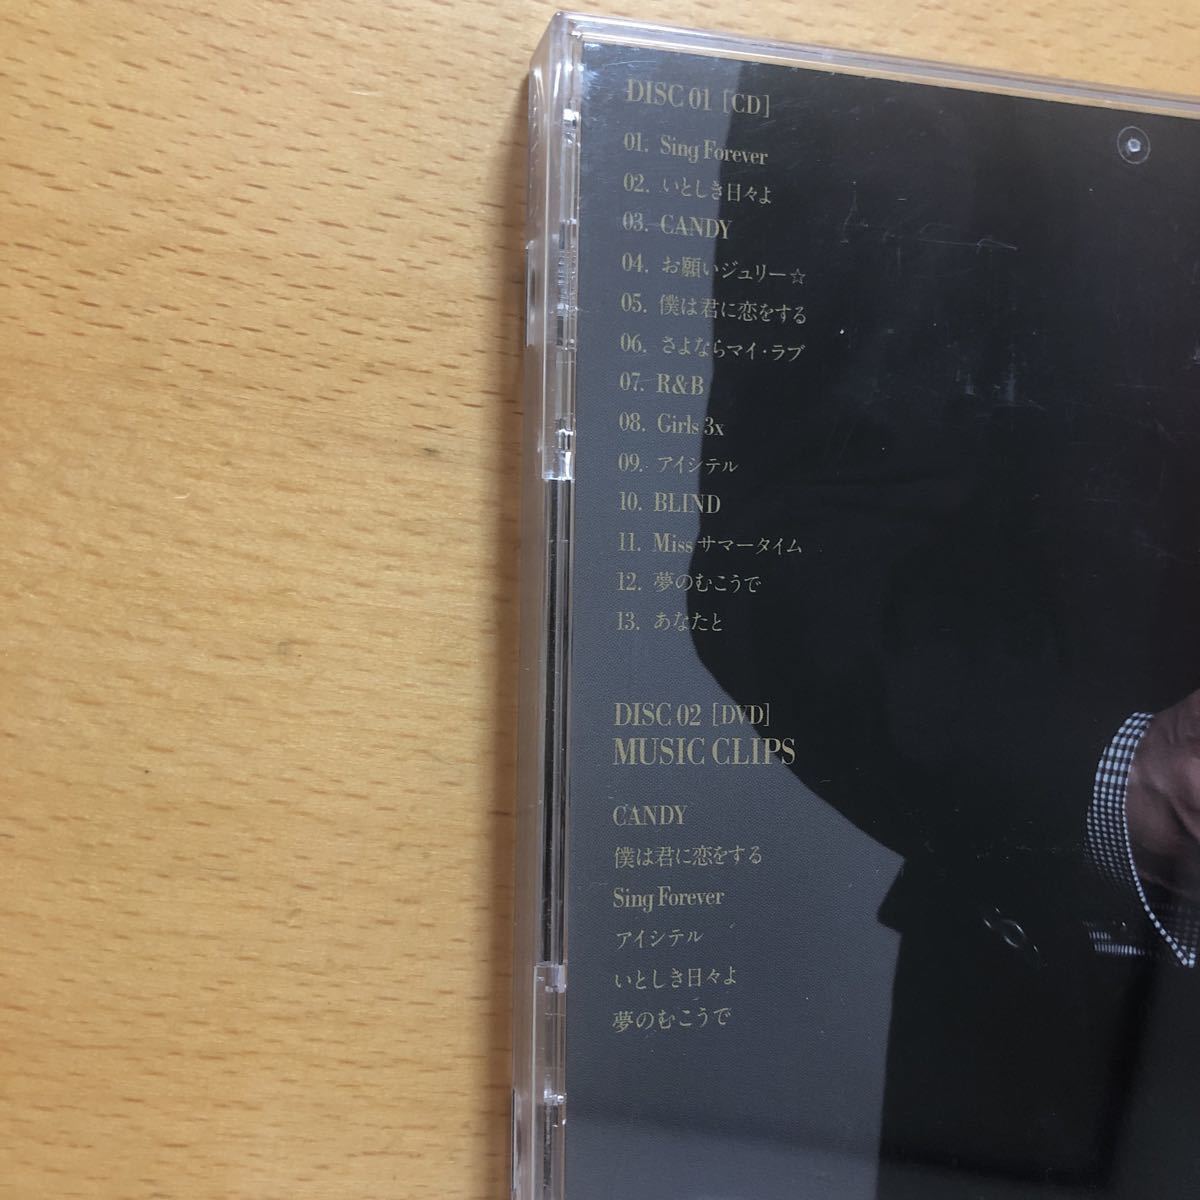 DISC 01 [CD]
01. Sing Forever
02. いとしき日々よ
03. CANDY
04. お願いジュリー☆
05. 僕は君に恋をする
06. さよならマイ・ラブ
07. R&B
08. Girls 3x
09. アイシテル
10. BLIND
11. Miss サマータイム
12. 夢のむこうで
13. あなたと
DISC 02 [DVD]
MUSIC CLIPS
CANDY
僕は君に恋をする
Sing Forever
アイシテル
いとしき日々よ
夢のむこうで